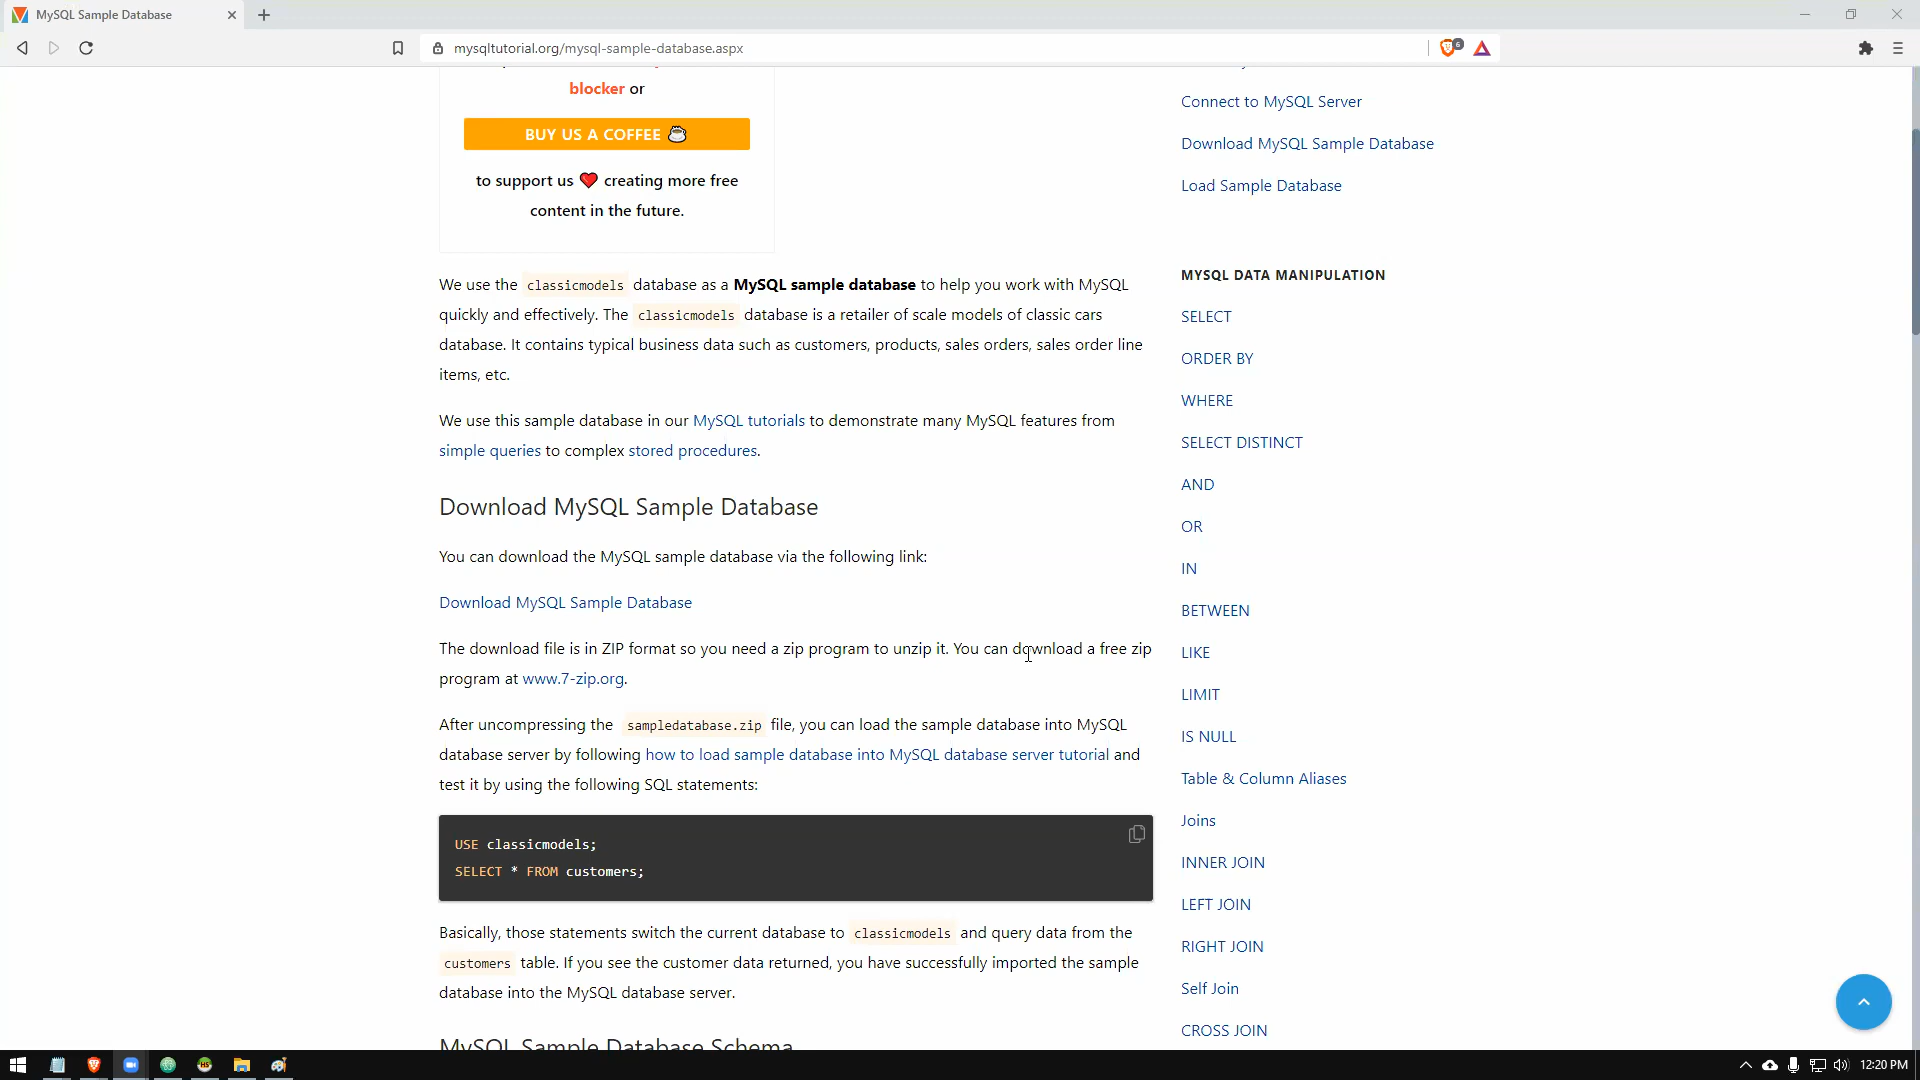 MySQL Sample Database
mysqltutorial.org/mysql-sample-database.aspx
6
blocker or
BUY US A COFFEE
to support us ❤ creating more free
content in the future.
We use the classicmodels database as a MySQL sample database to help you work with MySQL
quickly and effectively. The classicmodels database is a retailer of scale models of classic cars
database. It contains typical business data such as customers, products, sales orders, sales order line
items, etc.
We use this sample database in our MySQL tutorials to demonstrate many MySQL features from
simple queries to complex stored procedures.
Download MySQL Sample Database
You can download the MySQL sample database via the following link:
Download MySQL Sample Database
The download file is in ZIP format so you need a zip program to unzip it. You can download a free zip
program at www.7-zip.org.
After uncompressing the sampledatabase.zip file, you can load the sample database into MySQL
database server by following how to load sample database into MySQL database server tutorial and
test it by using the following SQL statements:
USE classicmodels;
SELECT * FROM customers;
Basically, those statements switch the current database to classicmodels and query data from the
customers table. If you see the customer data returned, you have successfully imported the sample
database into the MySQL database server.
MySQL Sample Database Schema
Connect to MySQL Server
Download MySQL Sample Database
Load Sample Database
MYSQL DATA MANIPULATION
SELECT
ORDER BY
WHERE
SELECT DISTINCT
AND
OR
IN
BETWEEN
LIKE
LIMIT
IS NULL
Table & Column Aliases
Joins
INNER JOIN
LEFT JOIN
RIGHT JOIN
Self Join
CROSS JOIN
HS
12:20 PM